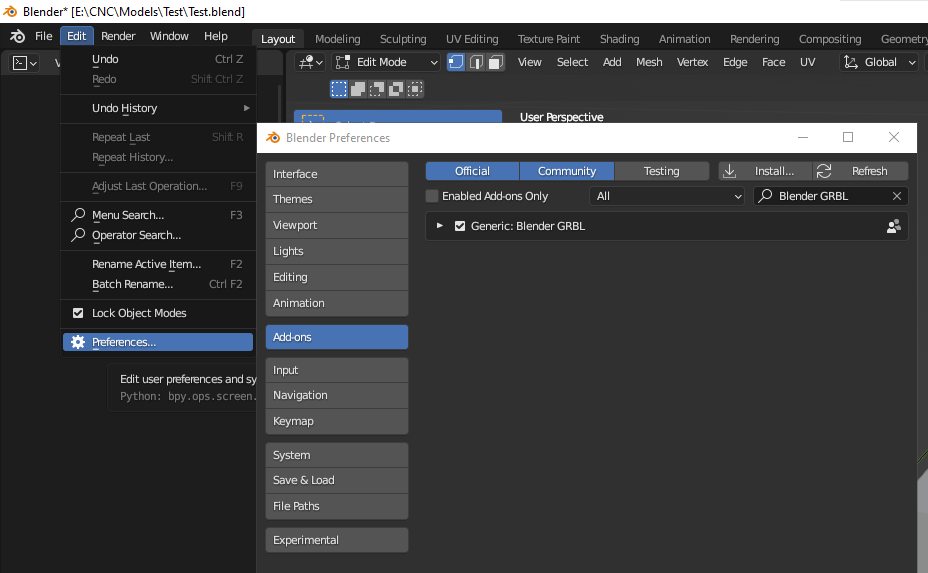 Blender* [E:\CNC\Models\Test\Test.blend]
File Edit Render Window Help Layout Modeling Sculpting UV Editing Texture Paint Shading Animation Rendering Compositing Geometry
Edit Mode View Select Add Mesh Vertex Edge Face UV Global
User Perspective
Undo Ctrl Z
Redo Shift Ctrl Z
Undo History
Repeat Last Shift R
Repeat History...
Adjust Last Operation... F9
Menu Search... F3
Operator Search...
Rename Active Item... F2
Batch Rename... Ctrl F2
Lock Object Modes
Preferences...
Edit user preferences and sy
Python: bpy.ops.screen.
Blender Preferences
Interface
Themes
Viewport
Lights
Editing
Animation
Add-ons
Input
Navigation
Keymap
System
Save & Load
File Paths
Experimental
Official Community Testing Install... Refresh
Enabled Add-ons Only All Blender GRBL
Generic: Blender GRBL